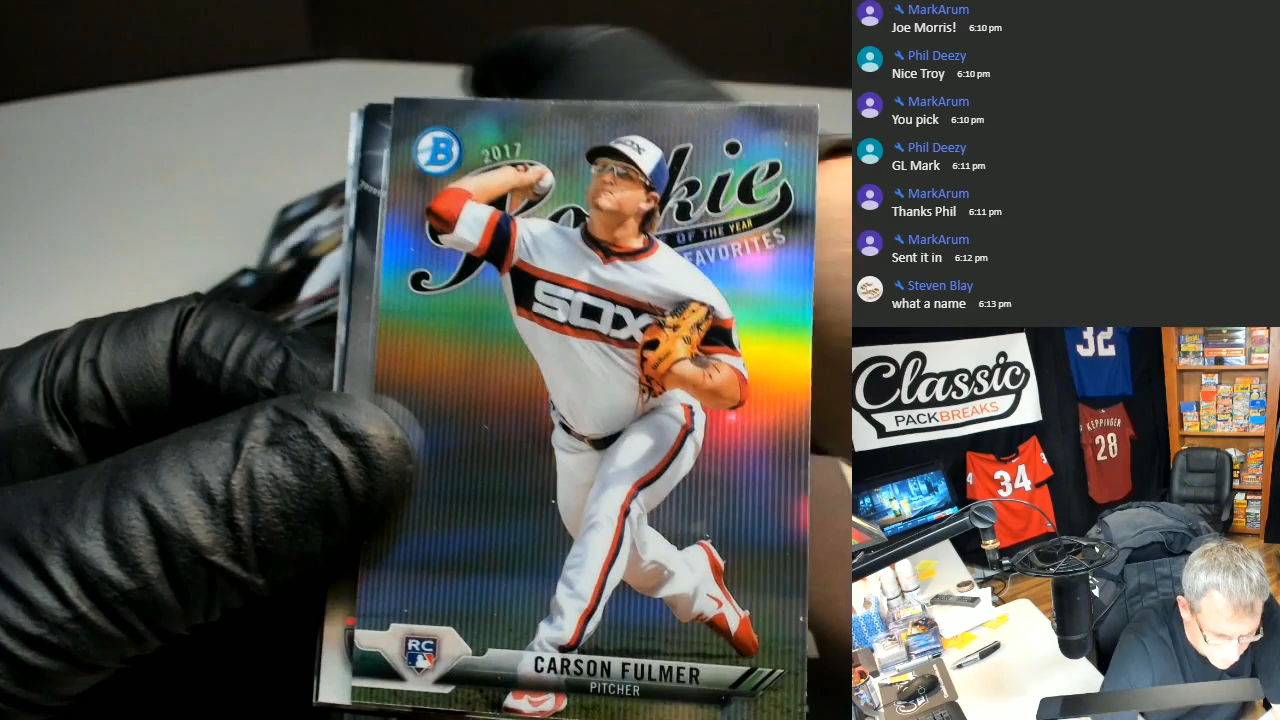 MarkArum
Joe Morris! 6:10 pm
Phil Deezy
Nice Troy 6:10 pm
MarkArum
You pick 6:10 pm
Phil Deezy
GL Mark 6:11 pm
MarkArum
Thanks Phil 6:11 pm
MarkArum
Sent it in 6:12 pm
Steven Blay
what a name 6:13 pm
B
2017
Rookie
OF THE YEAR
FAVORITES
SOX
SOX
RC
CARSON FULMER
PITCHER
Classic
PACKBREAKS
32
KEPPINGER
28
34